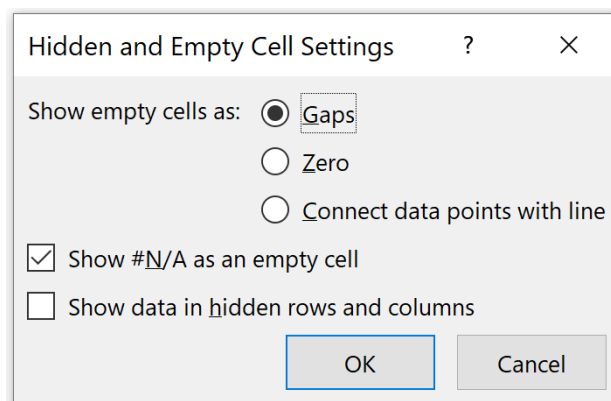 Hidden and Empty Cell Settings ? ×
Show empty cells as: Gaps
Zero
Connect data points with line
Show #N/A as an empty cell
Show data in hidden rows and columns
OK Cancel